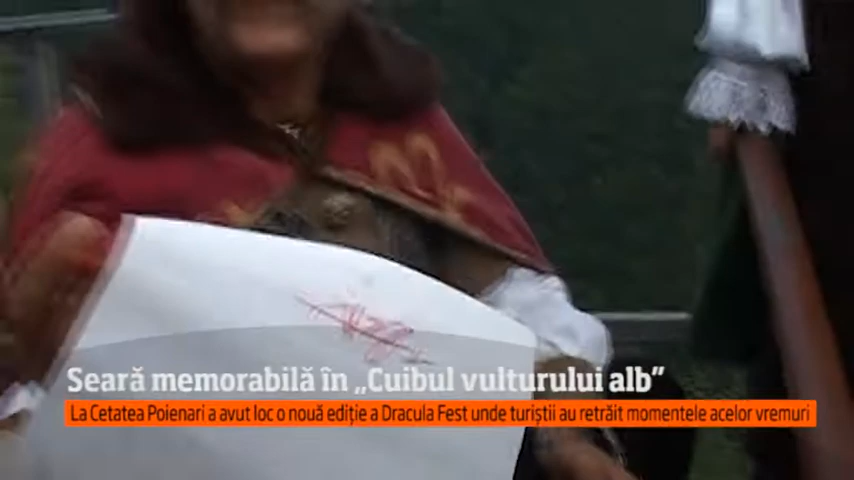 Seară memorabilă în „Cuibul vulturului alb”
La Cetatea Poienari a avut loc o nouă ediție a Dracula Fest unde turiștii au retrăit momentele acelor vremuri